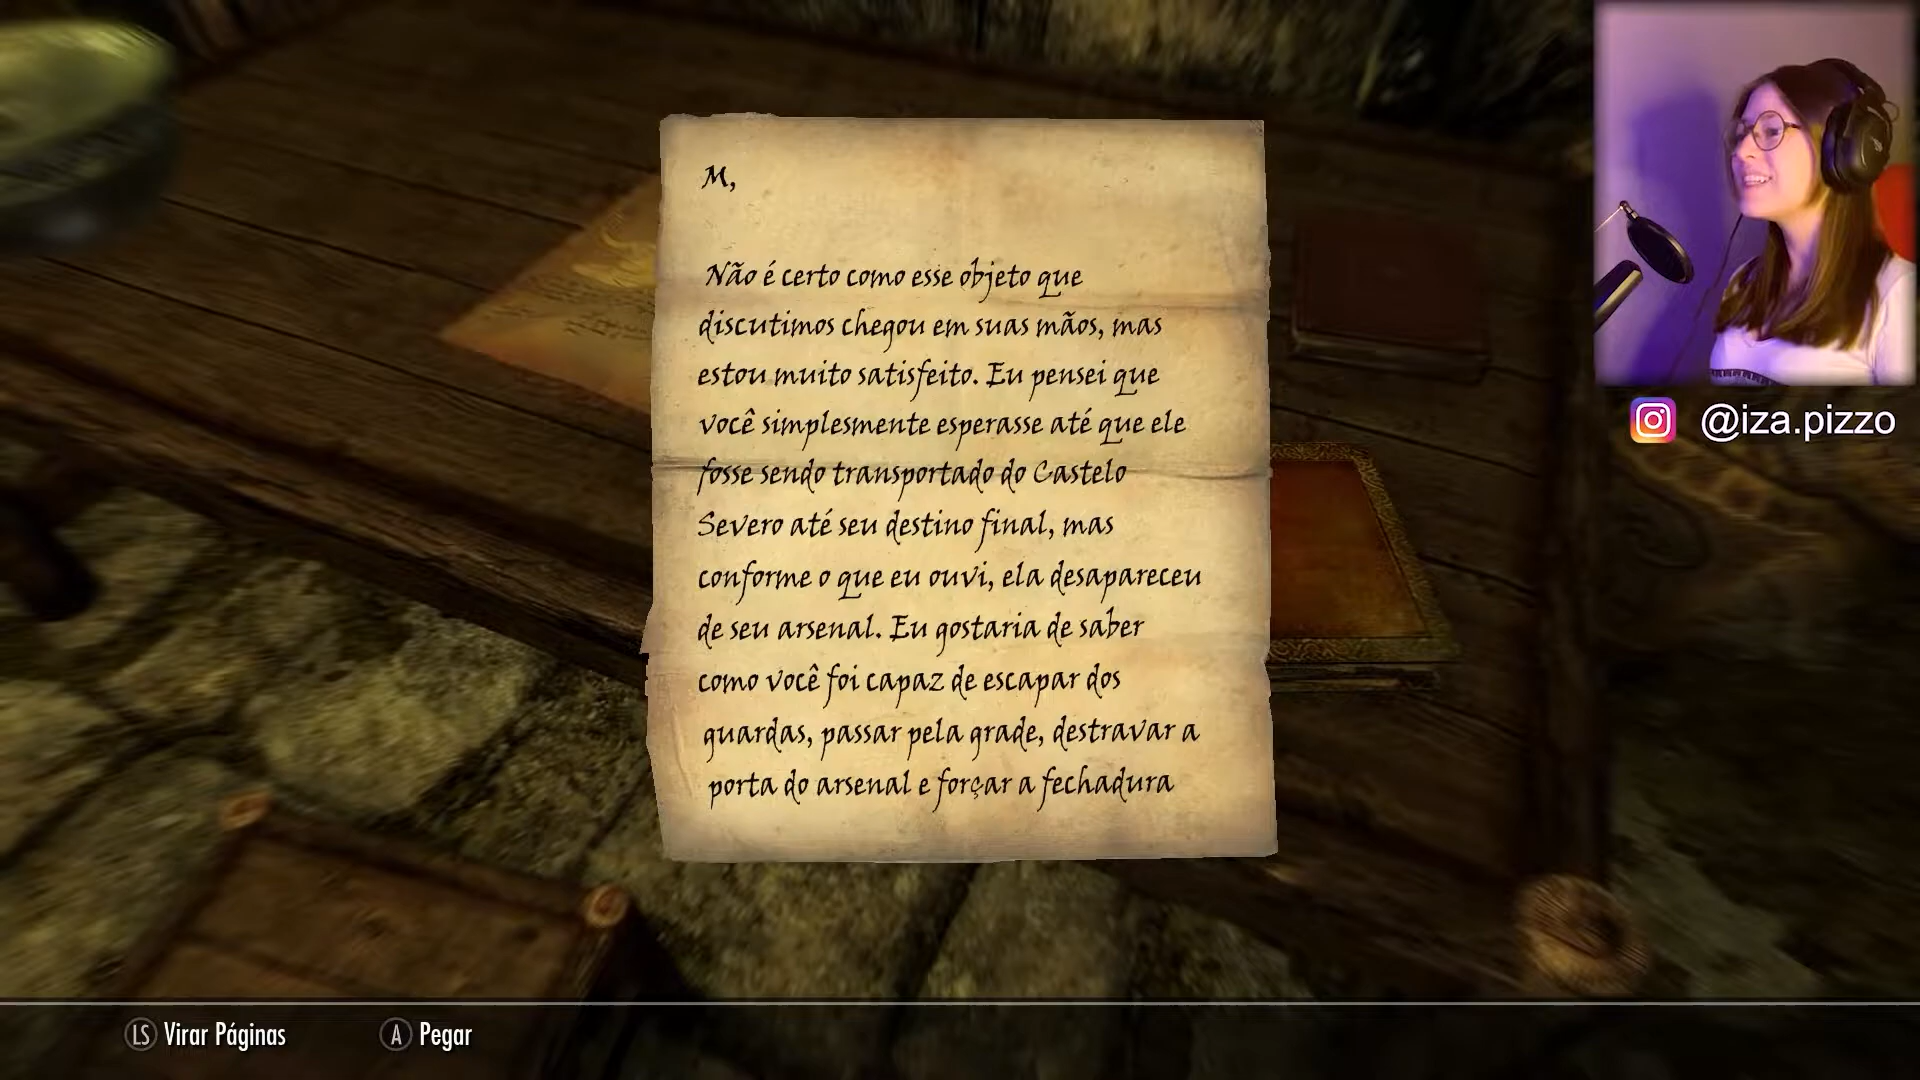 M,
Não é certo como esse objeto que
discutimos chegou em suas mãos, mas
estou muito satisfeito. Eu pensei que
você simplesmente esperasse até que ele
fosse sendo transportado do Castelo
Severo até seu destino final, mas
conforme o que eu ouvi, ela desapareceu
de seu arsenal. Eu gostaria de saber
como você foi capaz de escapar dos
guardas, passar pela grade, destravar a
porta do arsenal e forçar a fechadura
@iza.pizzo
LS Virar Páginas
A Pegar